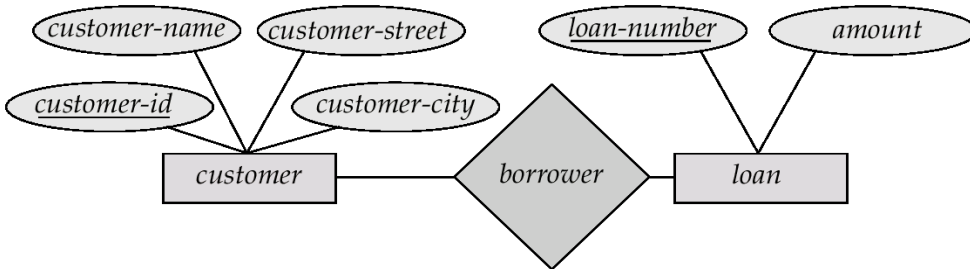 customer-name
customer-street
loan-number
amount
customer-id
customer-city
customer
borrower
loan